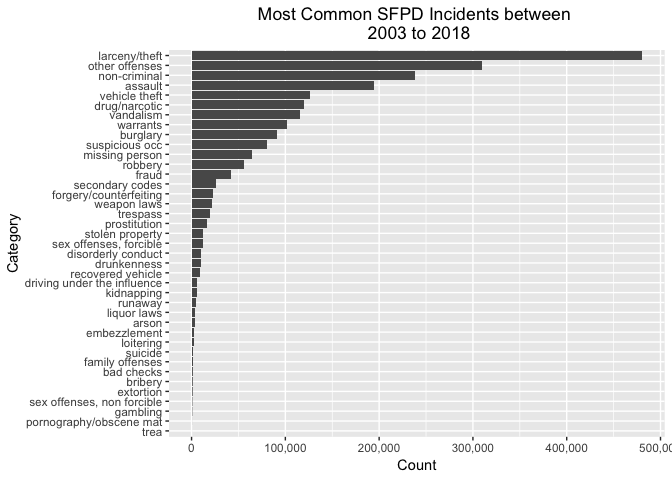 Most Common SFPD Incidents between
2003 to 2018
larceny/theft
other offenses
non-criminal
assault
vehicle theft
drug/narcotic
vandalism
warrants
burglary
suspicious occ
missing person
robbery
fraud
secondary codes
forgery/counterfeiting
weapon laws
trespass
prostitution
stolen property
sex offenses, forcible
disorderly conduct
drunkenness
recovered vehicle
driving under the influence
kidnapping
runaway
liquor laws
arson
embezzlement
loitering
suicide
family offenses
bad checks
bribery
extortion
sex offenses, non forcible
gambling
pornography/obscene mat
trea
Category
0 100,000 200,000 300,000 400,000 500,00
Count